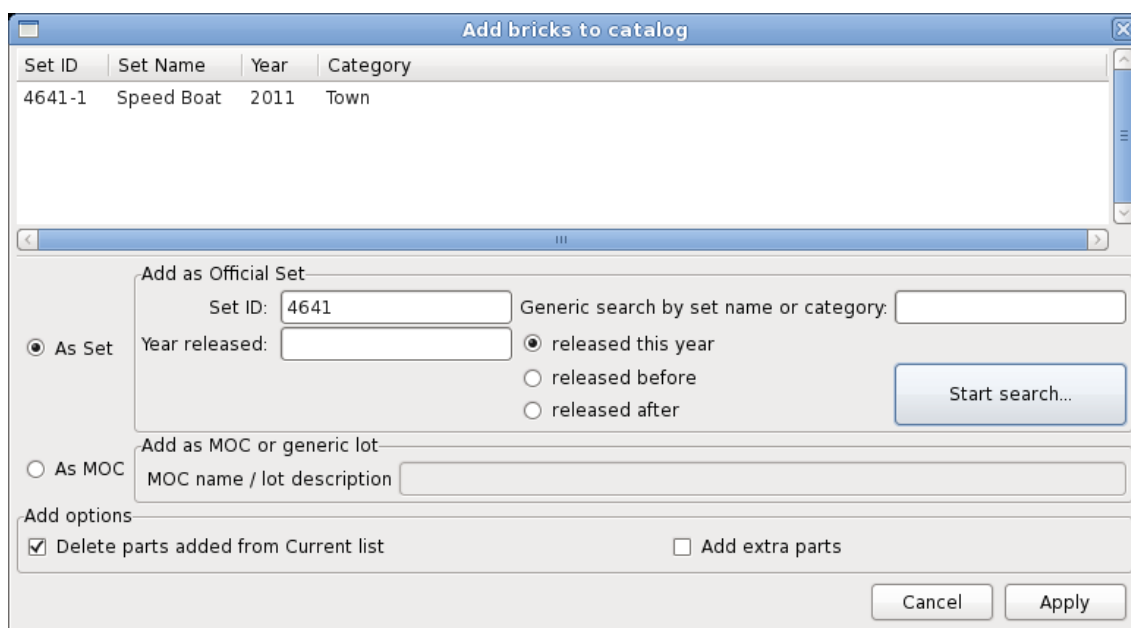 Add bricks to catalog
Set ID Set Name Year Category
4641-1 Speed Boat 2011 Town
Add as Official Set
Set ID: 4641 Generic search by set name or category:
As Set Year released: released this year
released before
Start search...
released after
Add as MOC or generic lot
As MOC MOC name / lot description
Add options
Delete parts added from Current list Add extra parts
Cancel Apply